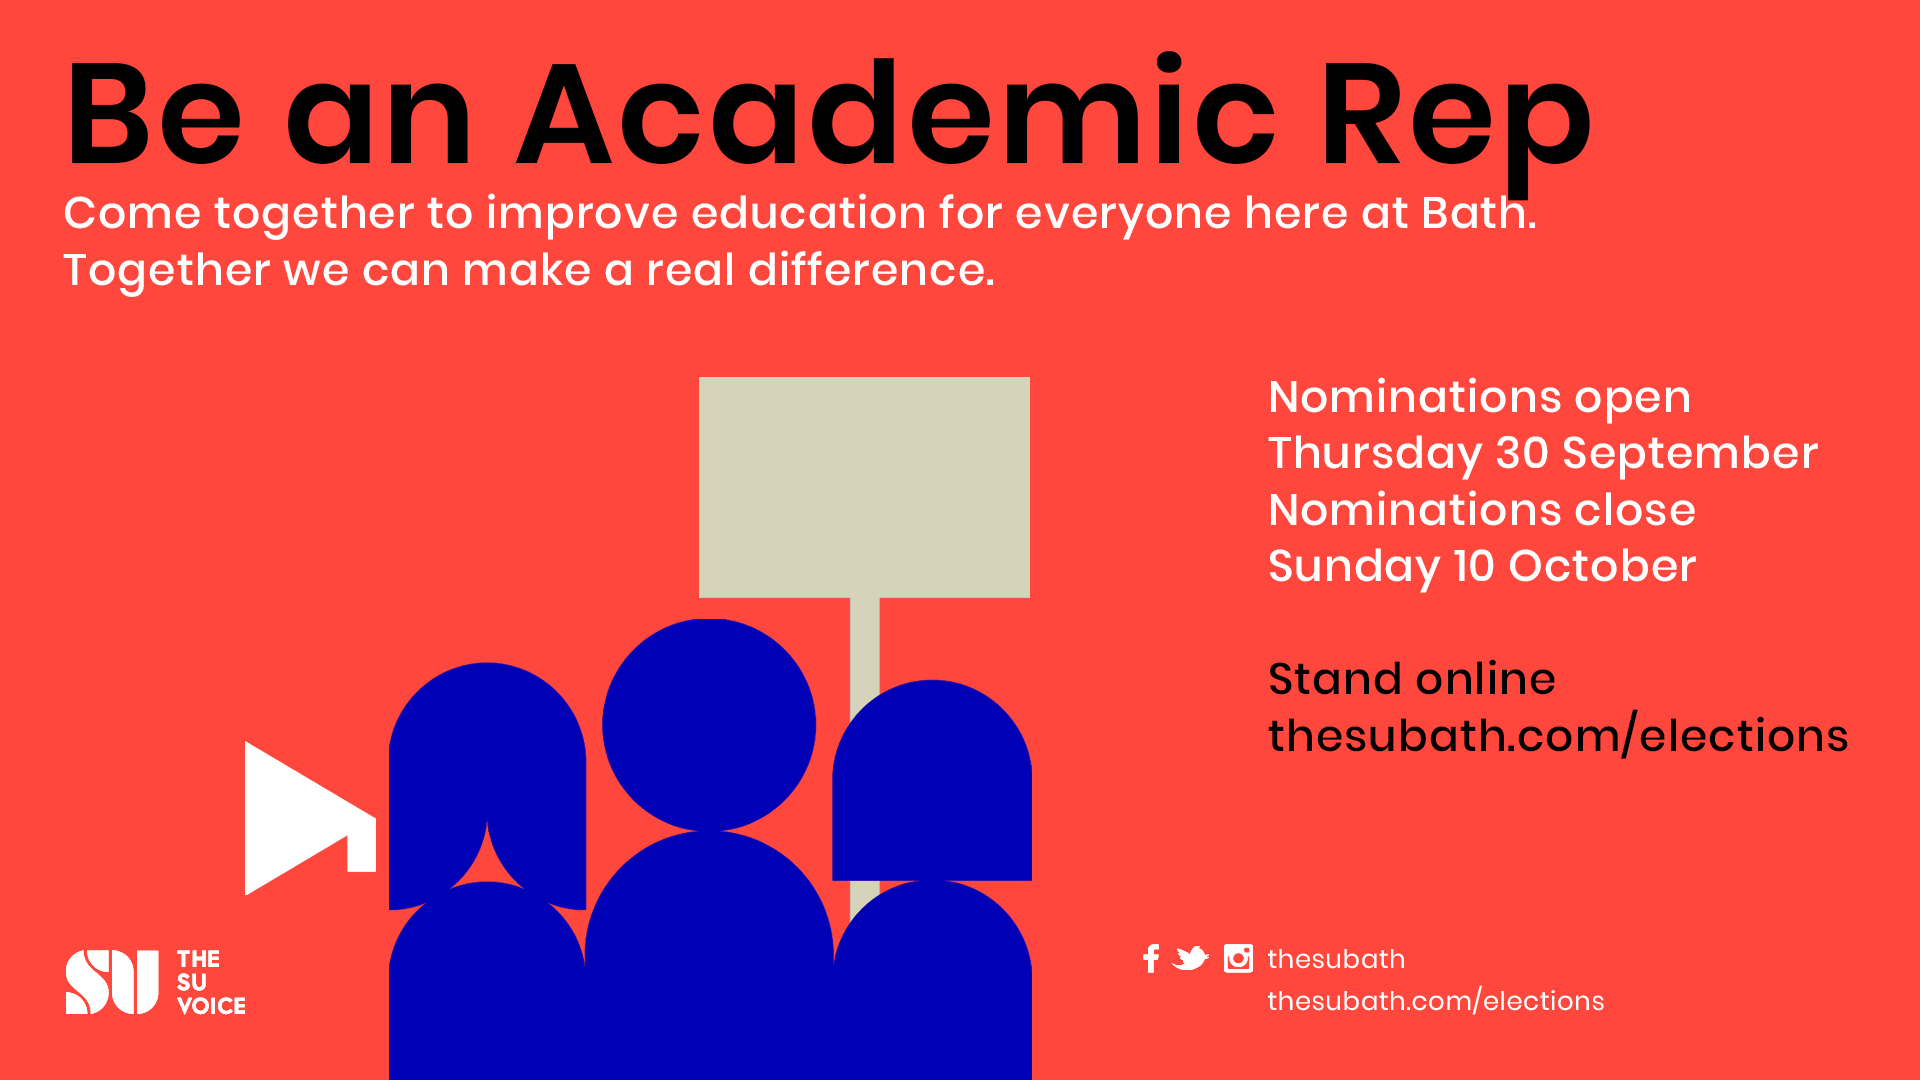 Be an Academic Rep
Come together to improve education for everyone here at Bath.
Together we can make a real difference.
Nominations open
Thursday 30 September
Nominations close
Sunday 10 October
Stand online
thesubath.com/elections
SU
THE
SU
VOICE
thesubath
thesubath.com/elections